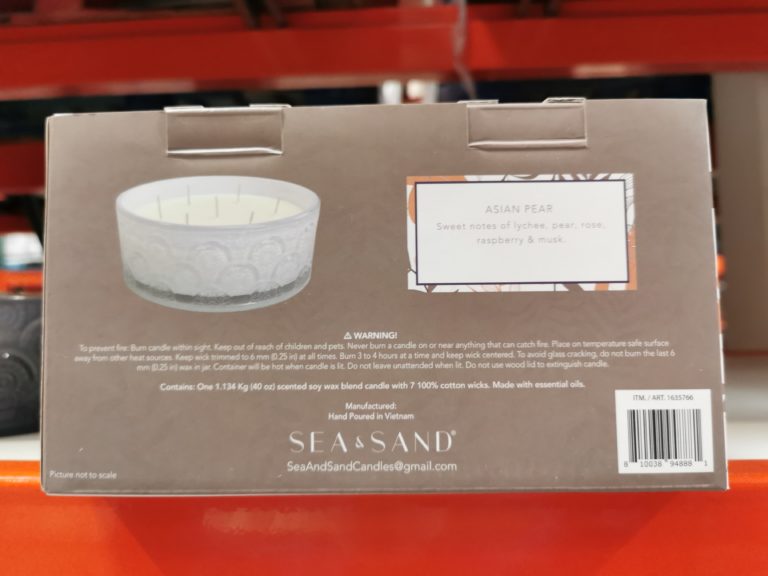 ASIAN PEAR
Sweet notes of lychee, pear, rose,
raspberry & musk.
⚠ WARNING!
To prevent fire: Burn candle within sight. Keep out of reach of children and pets. Never burn a candle on or near anything that can catch fire. Place on temperature safe surface
away from other heat sources. Keep wick trimmed to 6 mm (0.25 in) at all times. Burn 3 to 4 hours at a time and keep wick centered. To avoid glass cracking, do not burn the last 6
mm (0.25 in) wax in jar. Container will be hot when candle is lit. Do not leave unattended when lit. Do not use wood lid to extinguish candle.
Contains: One 1.134 Kg (40 oz) scented soy wax blend candle with 7 100% cotton wicks. Made with essential oils.
Manufactured:
Hand Poured in Vietnam
SEA & SAND®
SeaAndSandCandles@gmail.com
Picture not to scale
ITM. / ART. 1635766
8 10038 94888 1